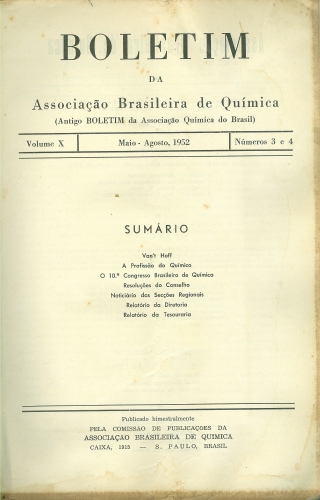 BOLETIM
DA
Associação Brasileira de Química
(Antigo BOLETIM da Associação Química do Brasil)
Volume X
Maio - Agosto, 1952
Números 3 e 4
SUMÁRIO
Van't Hoff
A Profissão do Químico
O 10.º Congresso Brasileiro de Química
Resoluções do Conselho
Noticiário das Secções Regionais
Relatório da Diretoria
Relatório da Tesouraria
Publicado bimestralmente
PELA COMISSÃO DE PUBLICAÇÕES DA
ASSOCIAÇÃO BRASILEIRA DE QUIMICA
CAIXA, 1915 — S. PAULO, BRASIL